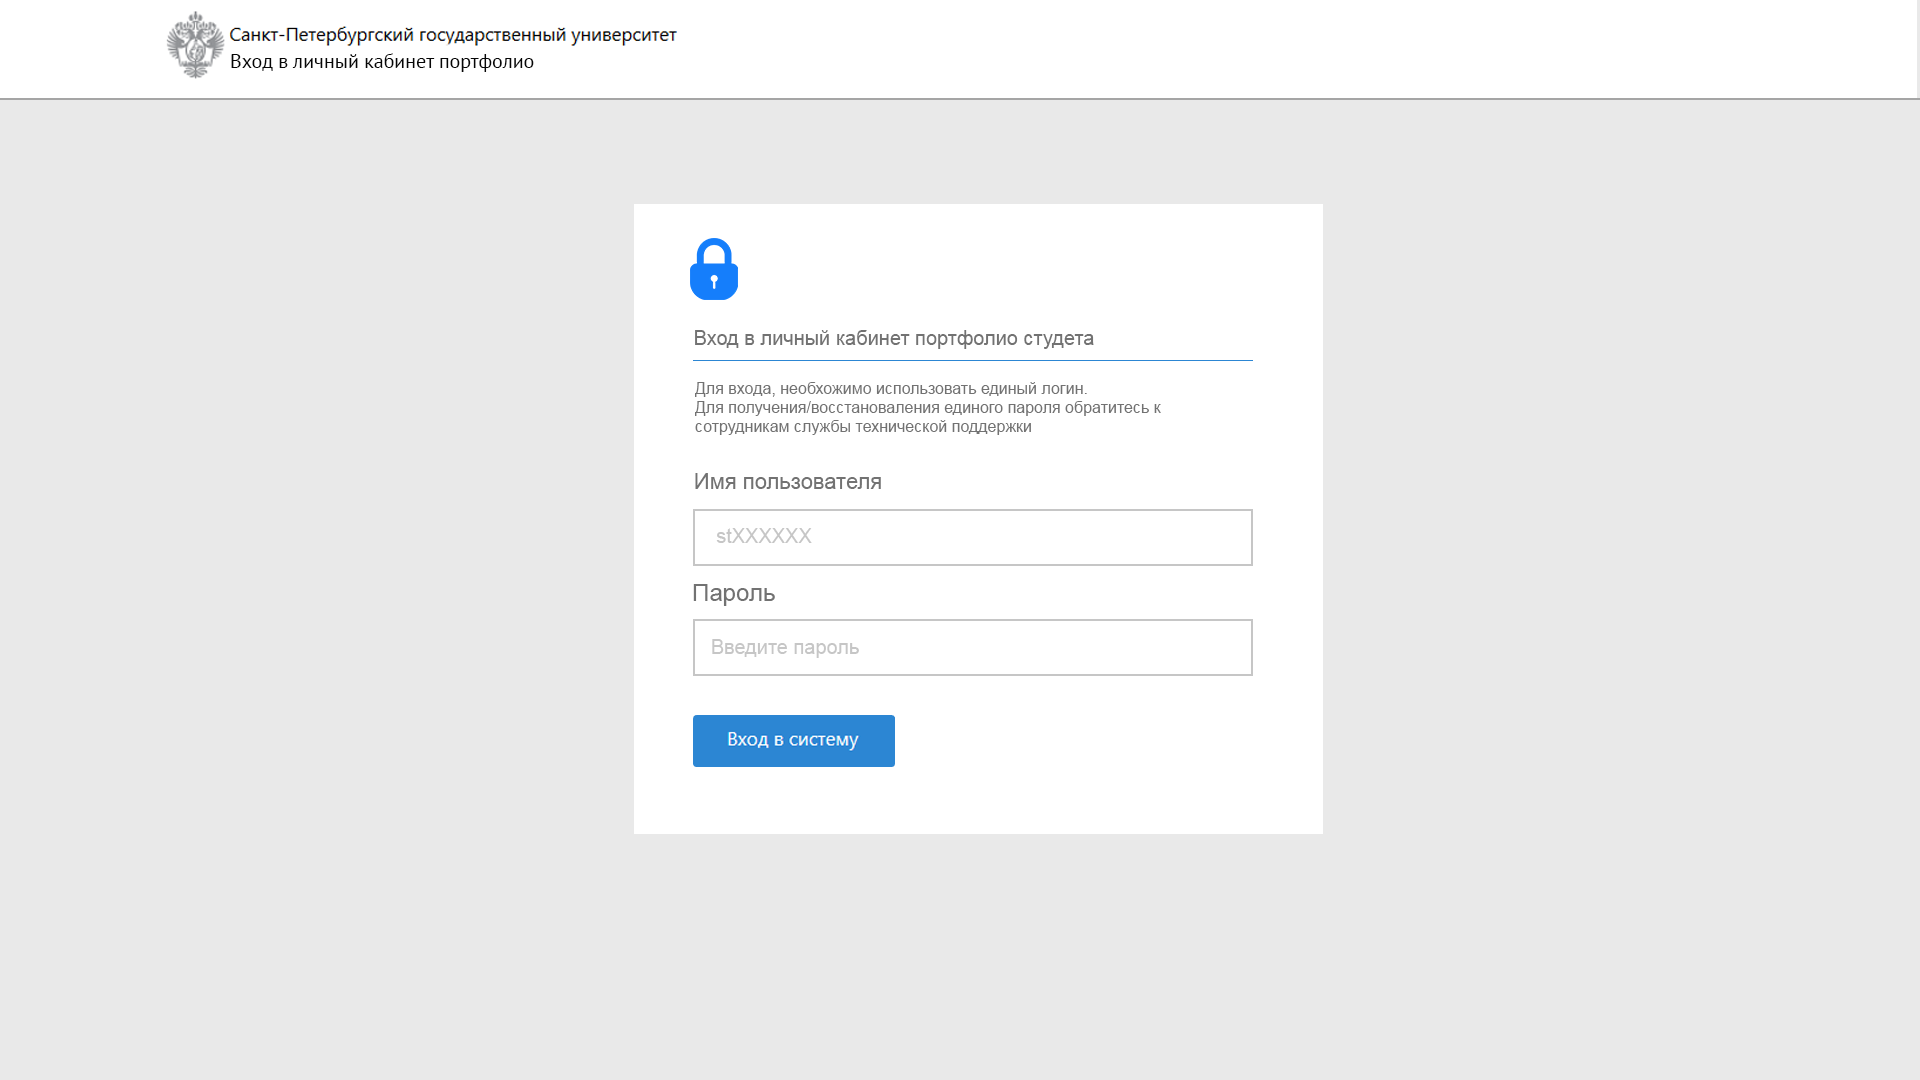 Санкт-Петербургский государственный университет
Вход в личный кабинет портфолио
Вход в личный кабинет портфолио студета
Для входа, необхожимо использовать единый логин.
Для получения/восстановаления единого пароля обратитесь к
сотрудникам службы технической поддержки
Имя пользователя
stXXXXXX
Пароль
Введите пароль
Вход в систему